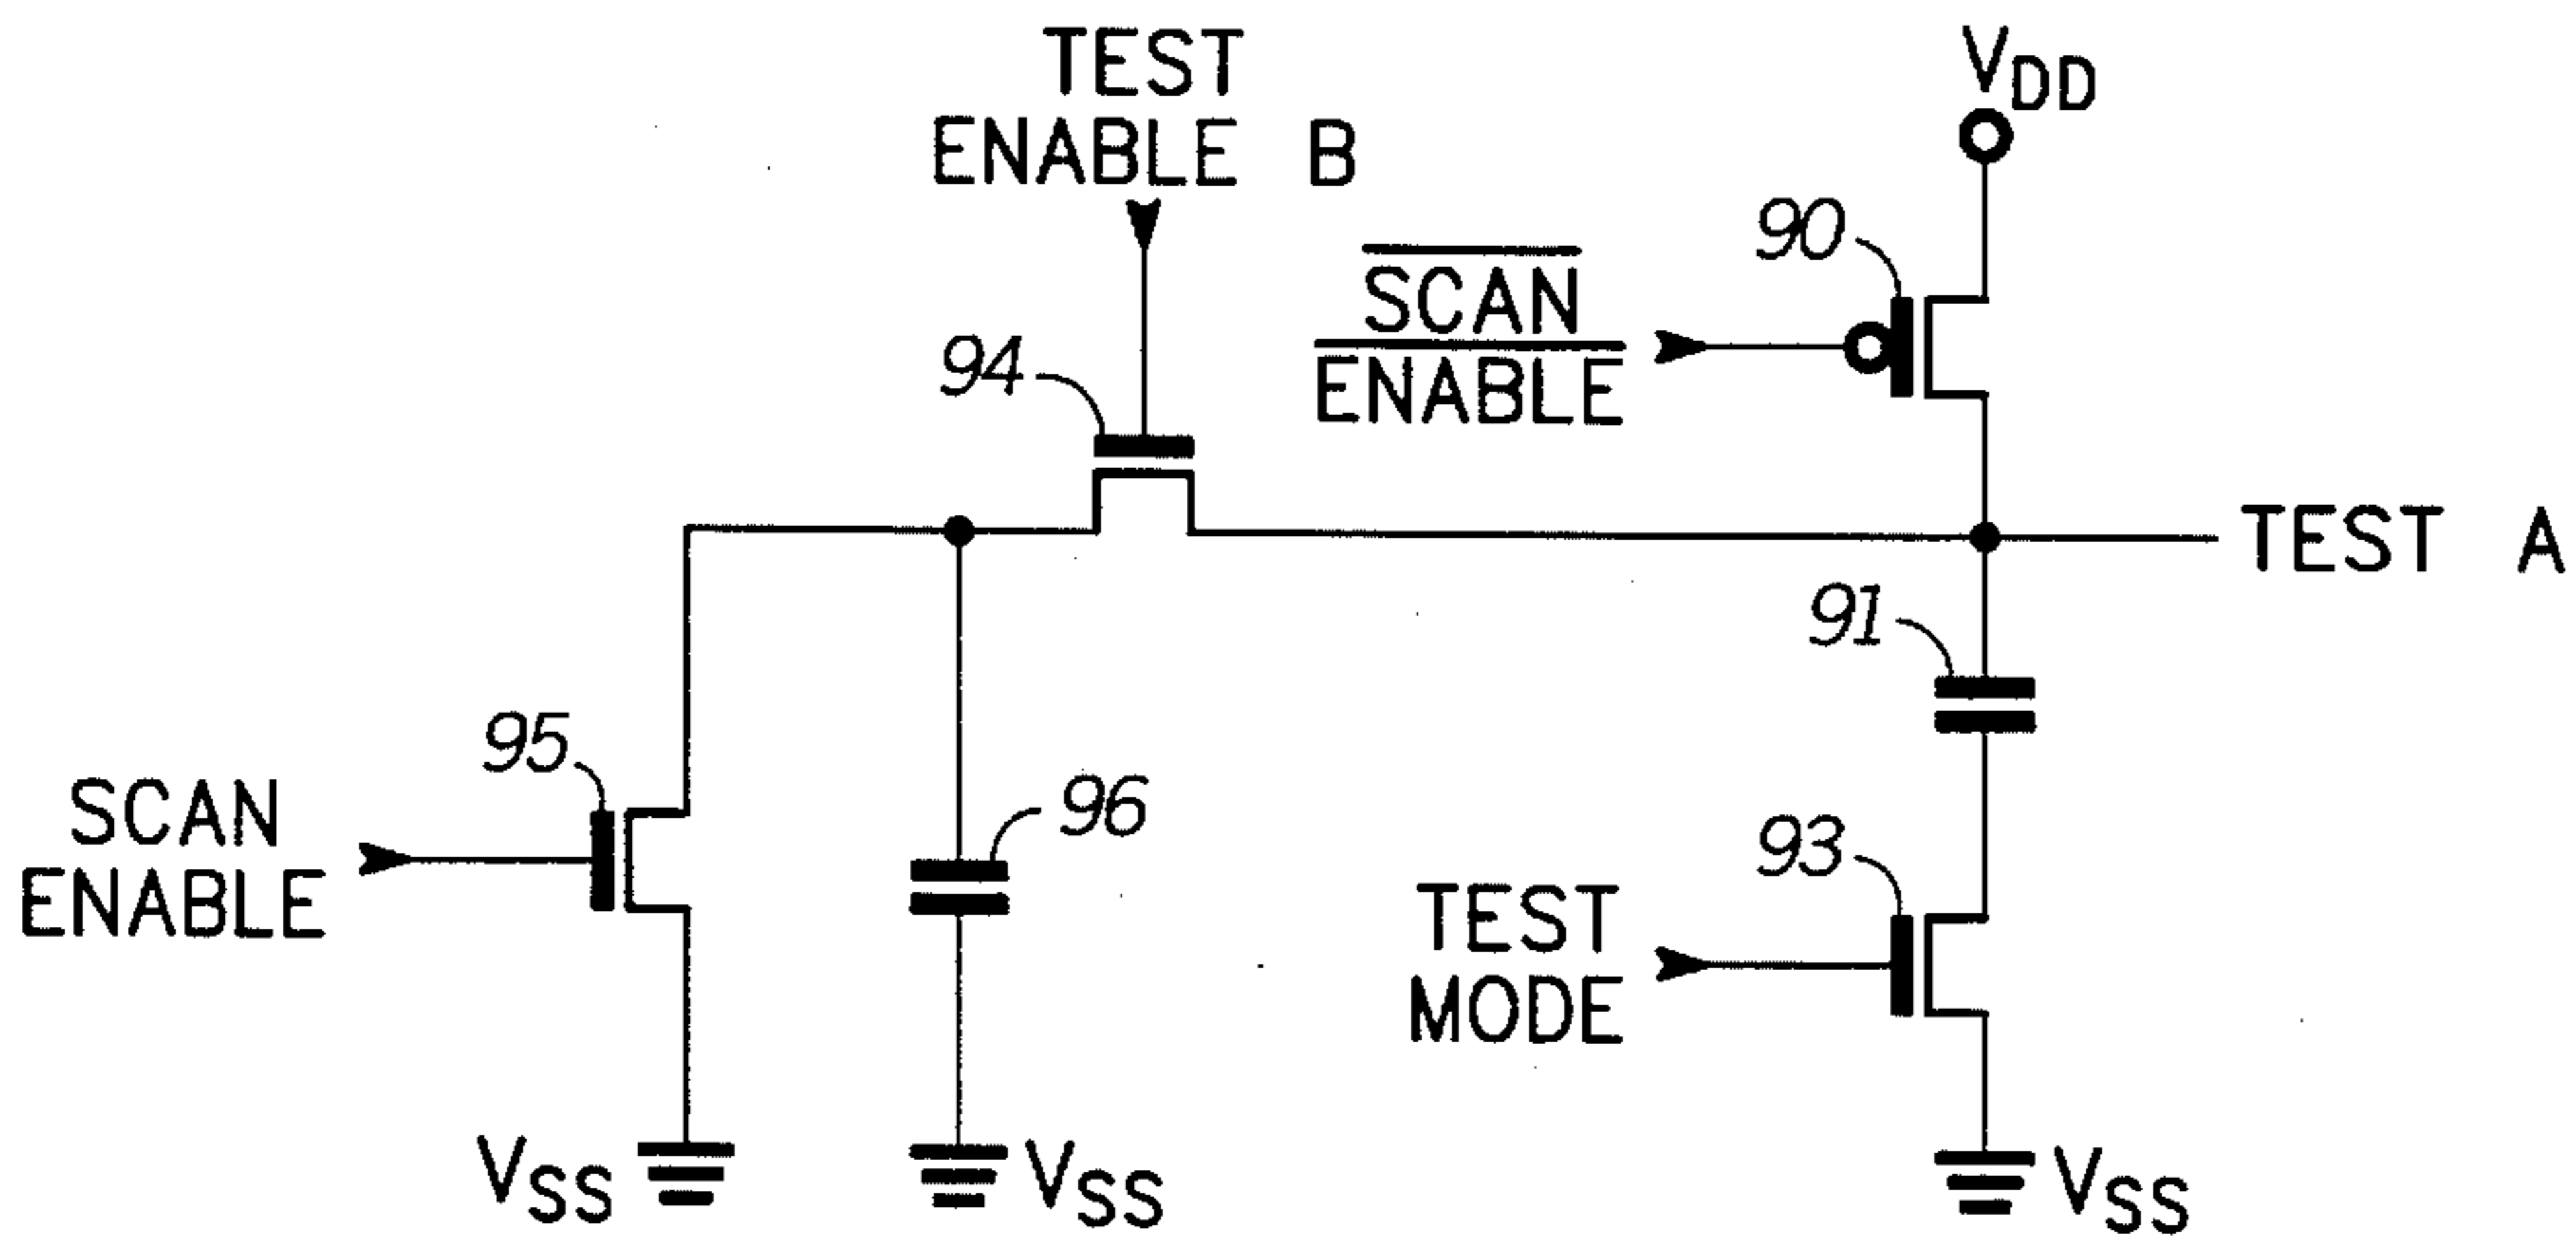 TEST
ENABLE B
VDD
90
SCAN
ENABLE
94
TEST A
91
95
SCAN
ENABLE
96
93
TEST
MODE
VSS
VSS
VSS